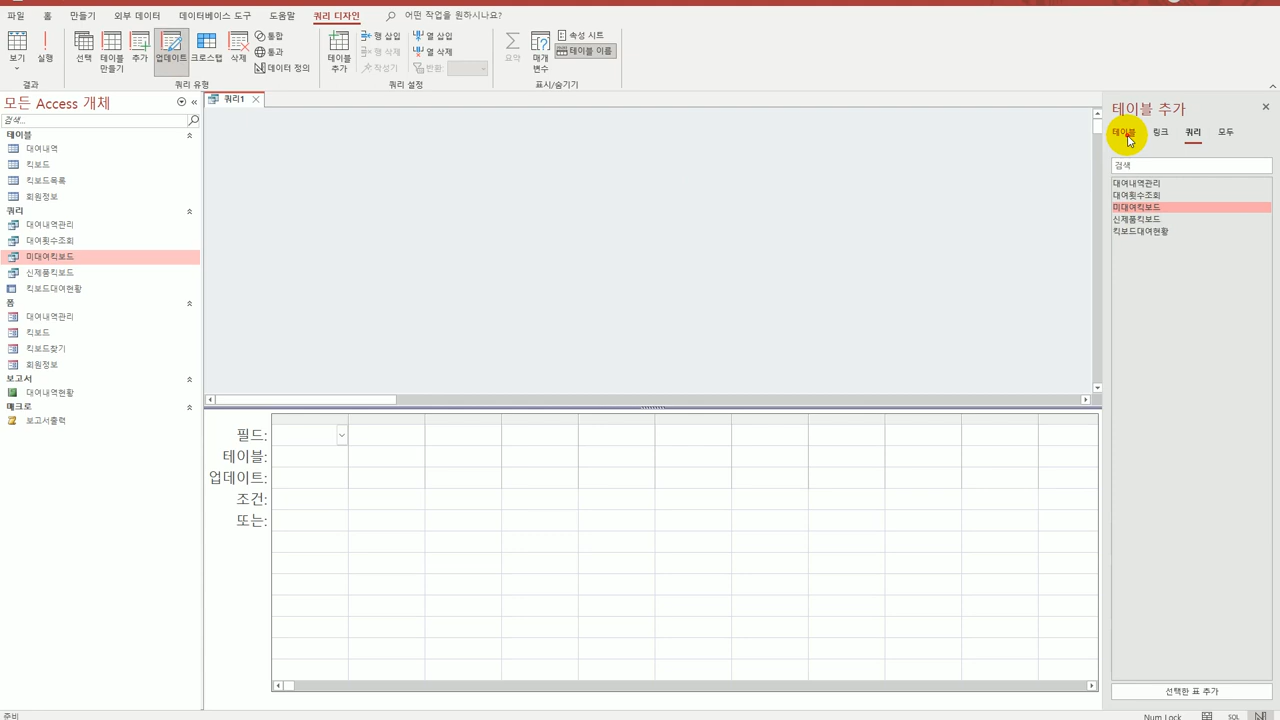 파일 홈 만들기 외부 데이터 데이터베이스 도구 도움말 쿼리 디자인 어떤 작업을 원하시나요?
보기 실행 선택 테이블 만들기 추가 업데이트 크로스탭 삭제 통합 통과 데이터 정의
테이블 추가 행 삽입 행 삭제 작성기 열 삽입 열 삭제 반환:
요약 매개 변수 속성 시트 테이블 이름
결과 쿼리 유형 쿼리 설정 표시/숨기기
모든 Access 개체
검색...
테이블
대여내역
킥보드
킥보드목록
회원정보
쿼리
대여내역관리
대여횟수조회
미대여킥보드
신제품킥보드
킥보드대여현황
폼
대여내역관리
킥보드
킥보드찾기
회원정보
보고서
대여내역현황
매크로
보고서출력
쿼리1
필드:
테이블:
업데이트:
조건:
또는:
테이블 추가
테이블 링크 쿼리 모두
검색
대여내역관리
대여횟수조회
미대여킥보드
신제품킥보드
킥보드대여현황
선택한 표 추가
준비 Num Lock SQL